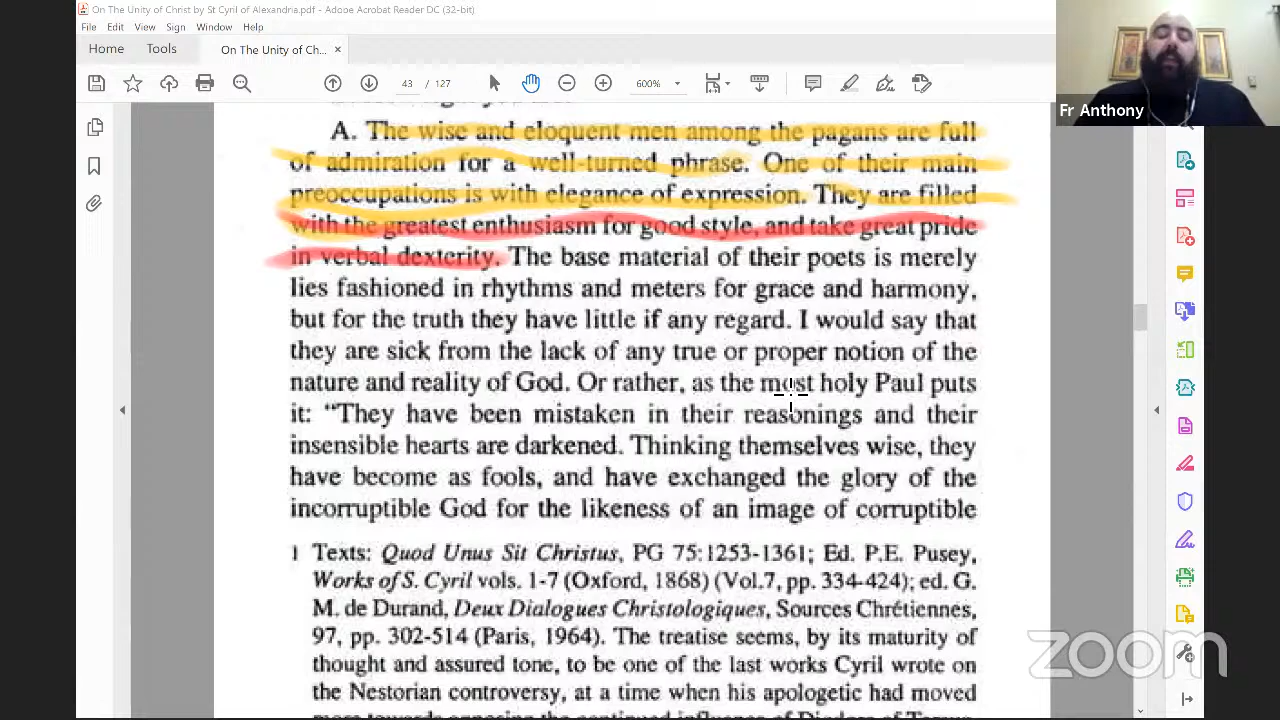 On The Unity of Christ by St Cyril of Alexandria.pdf - Adobe Acrobat Reader DC (32-bit)
File Edit View Sign Window Help
Home Tools On The Unity of Ch... ×
43 / 127 600%
Fr Anthony
A. The wise and eloquent men among the pagans are full
of admiration for a well-turned phrase. One of their main
preoccupations is with elegance of expression. They are filled
with the greatest enthusiasm for good style, and take great pride
in verbal dexterity. The base material of their poets is merely
lies fashioned in rhythms and meters for grace and harmony,
but for the truth they have little if any regard. I would say that
they are sick from the lack of any true or proper notion of the
nature and reality of God. Or rather, as the most holy Paul puts
it: “They have been mistaken in their reasonings and their
insensible hearts are darkened. Thinking themselves wise, they
have become as fools, and have exchanged the glory of the
incorruptible God for the likeness of an image of corruptible
1 Texts: Quod Unus Sit Christus, PG 75:1253-1361; Ed. P.E. Pusey,
Works of S. Cyril vols. 1-7 (Oxford, 1868) (Vol.7, pp. 334-424); ed. G.
M. de Durand, Deux Dialogues Christologiques, Sources Chrétiennes,
97, pp. 302-514 (Paris, 1964). The treatise seems, by its maturity of
thought and assured tone, to be one of the last works Cyril wrote on
the Nestorian controversy, at a time when his apologetic had moved
zoom